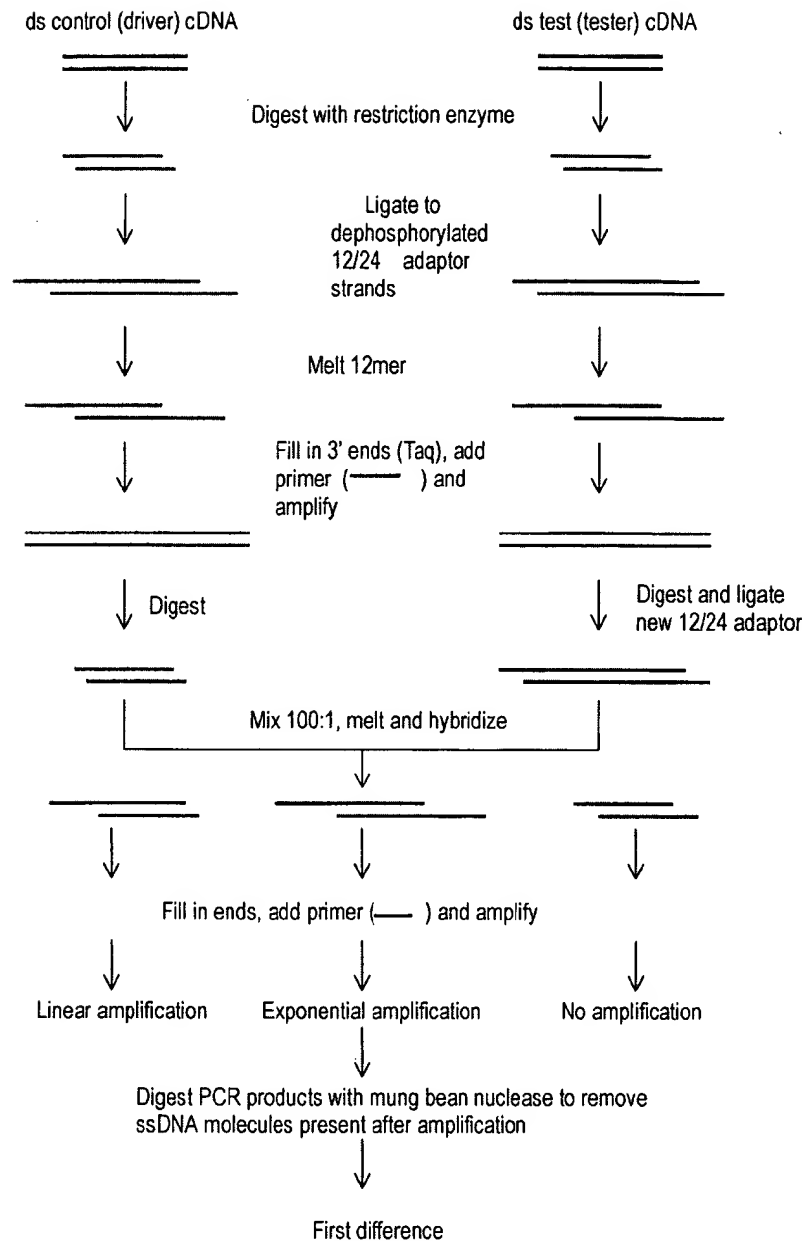 ds control (driver) cDNA
ds test (tester) cDNA
Digest with restriction enzyme
Ligate to
dephosphorylated
12/24 adaptor
strands
Melt 12mer
Fill in 3' ends (Taq), add
primer ( ) and
amplify
Digest
Digest and ligate
new 12/24 adaptor
Mix 100:1, melt and hybridize
Fill in ends, add primer ( ) and amplify
Linear amplification
Exponential amplification
No amplification
Digest PCR products with mung bean nuclease to remove
ssDNA molecules present after amplification
First difference